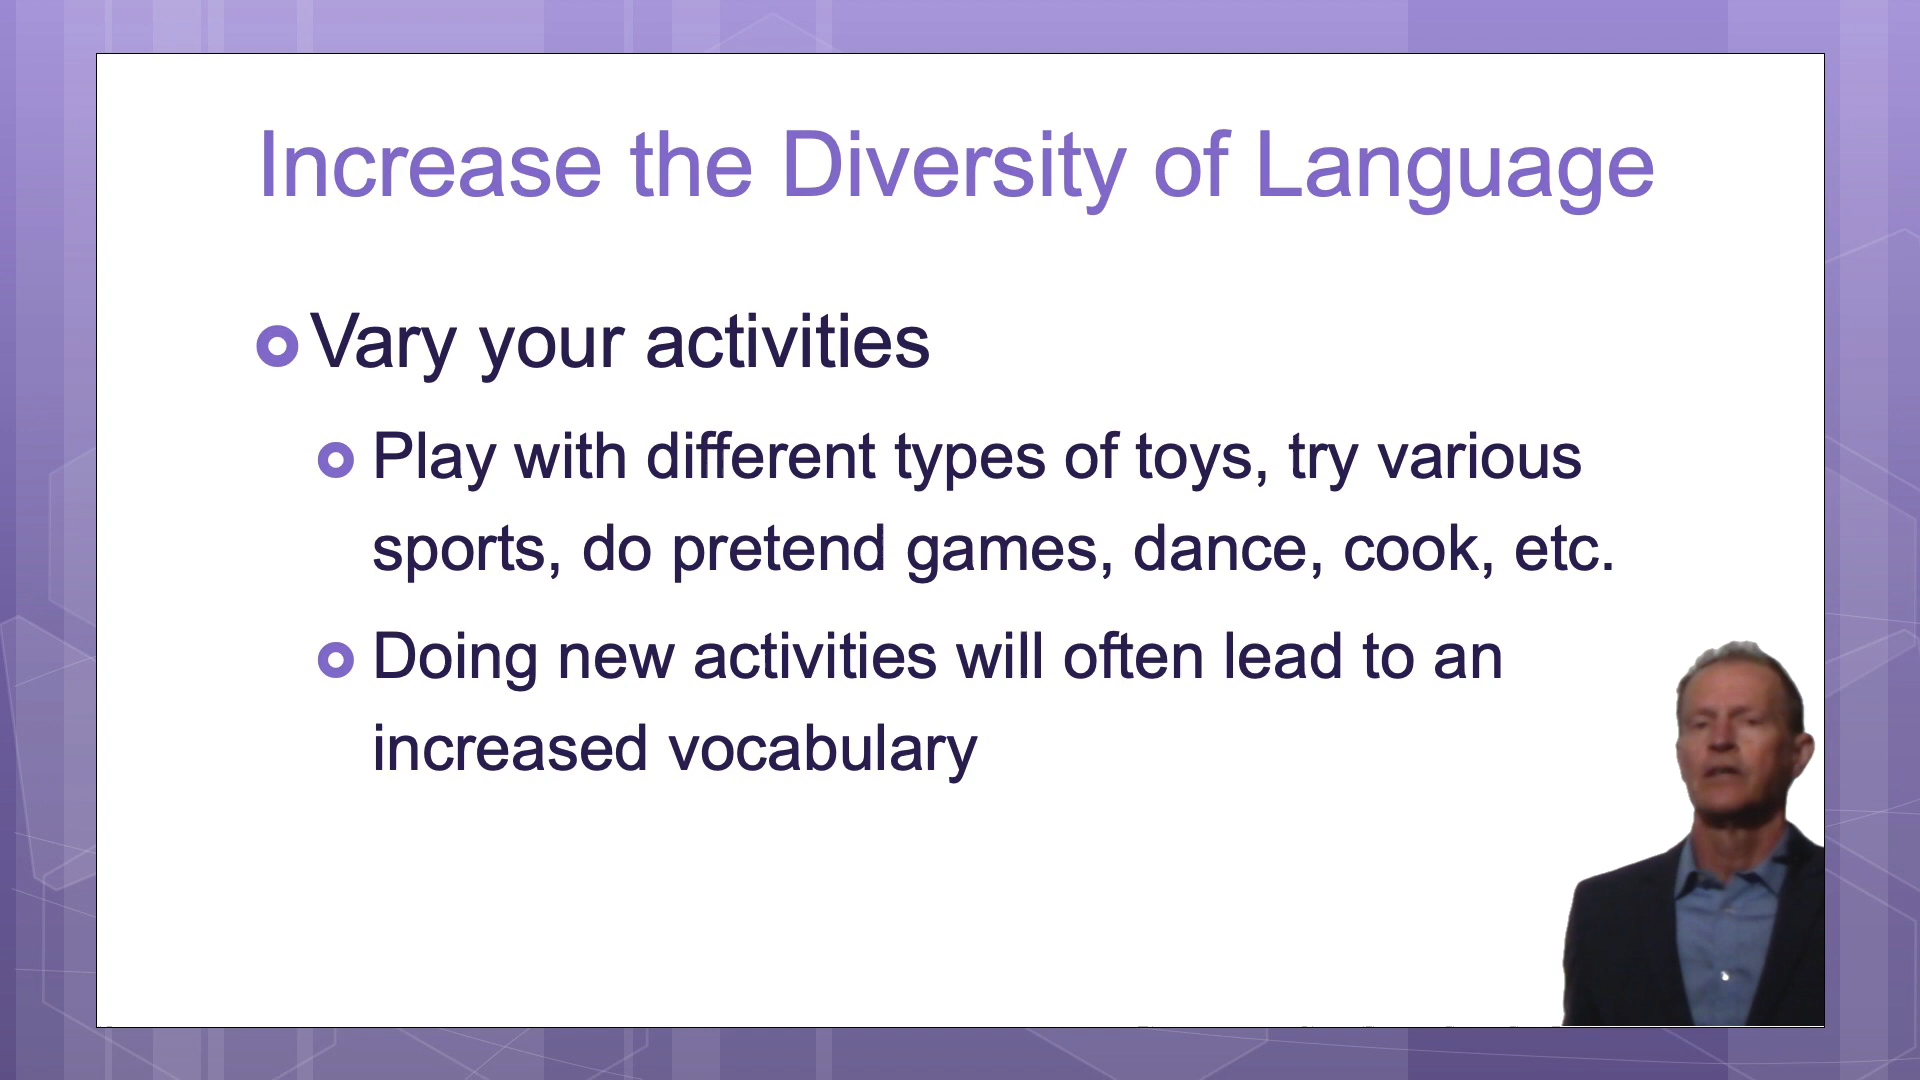 Increase the Diversity of Language
Vary your activities
Play with different types of toys, try various
sports, do pretend games, dance, cook, etc.
Doing new activities will often lead to an
increased vocabulary